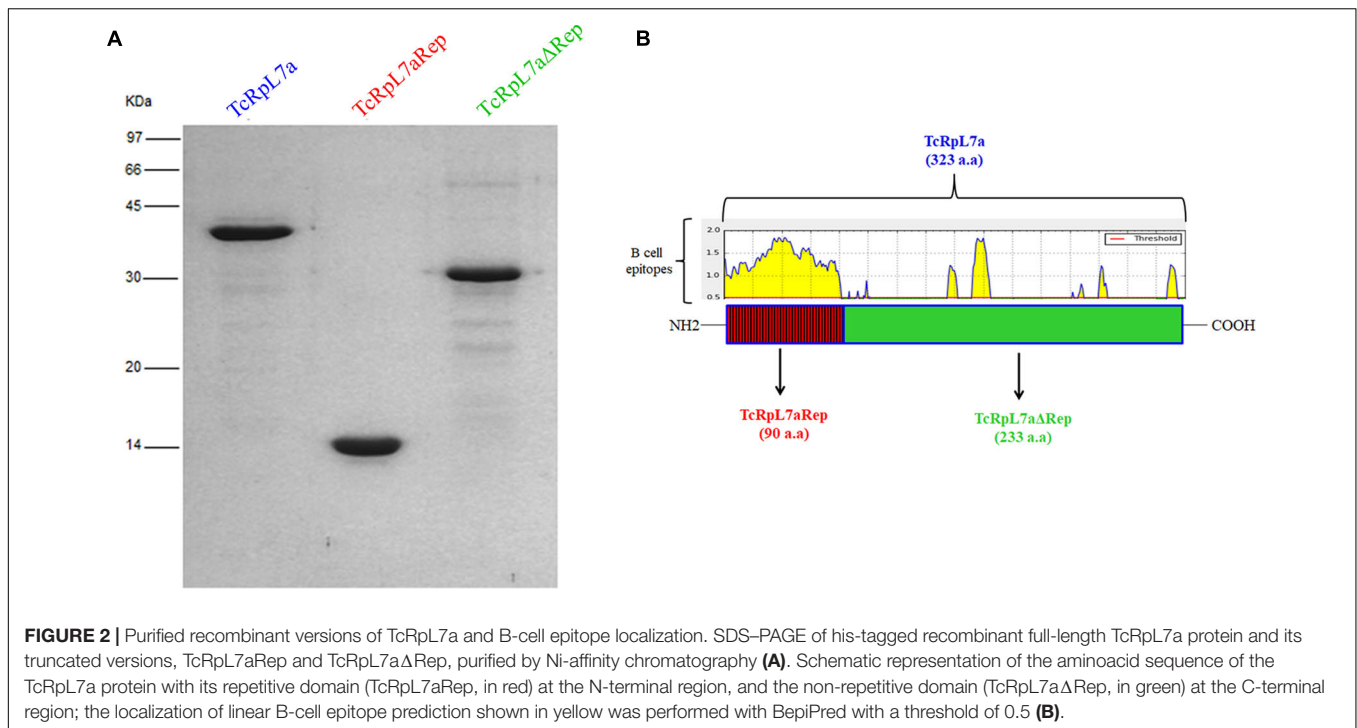 A
B
TcRpL7a
TcRpL7aRep
TcRpL7aΔRep
KDa
97
66
45
30
20
14
TcRpL7a
(323 a.a)
B cell
epitopes
2.0
1.5
1.0
0.5
Threshold
NH2
COOH
TcRpL7aRep
(90 a.a)
TcRpL7aΔRep
(233 a.a)
FIGURE 2 | Purified recombinant versions of TcRpL7a and B-cell epitope localization. SDS–PAGE of his-tagged recombinant full-length TcRpL7a protein and its
truncated versions, TcRpL7aRep and TcRpL7aΔRep, purified by Ni-affinity chromatography (A). Schematic representation of the aminoacid sequence of the
TcRpL7a protein with its repetitive domain (TcRpL7aRep, in red) at the N-terminal region, and the non-repetitive domain (TcRpL7aΔRep, in green) at the C-terminal
region; the localization of linear B-cell epitope prediction shown in yellow was performed with BepiPred with a threshold of 0.5 (B).